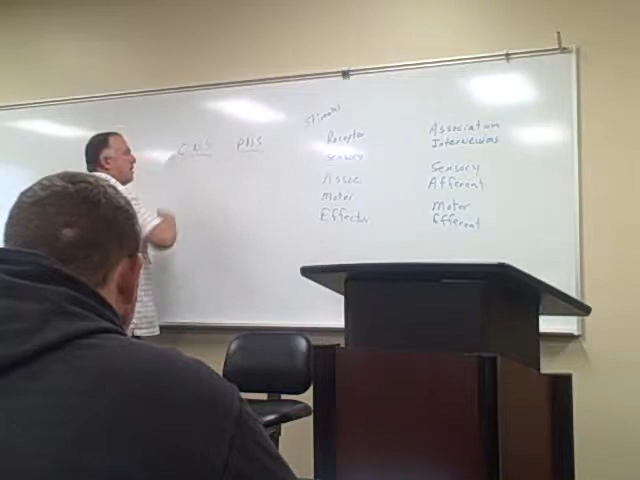 CNS PNS
Stimulus
Receptor
Sensory
Assoc.
Motor
Effector
Association
Interneurons
Sensory
Afferent
Motor
Efferent